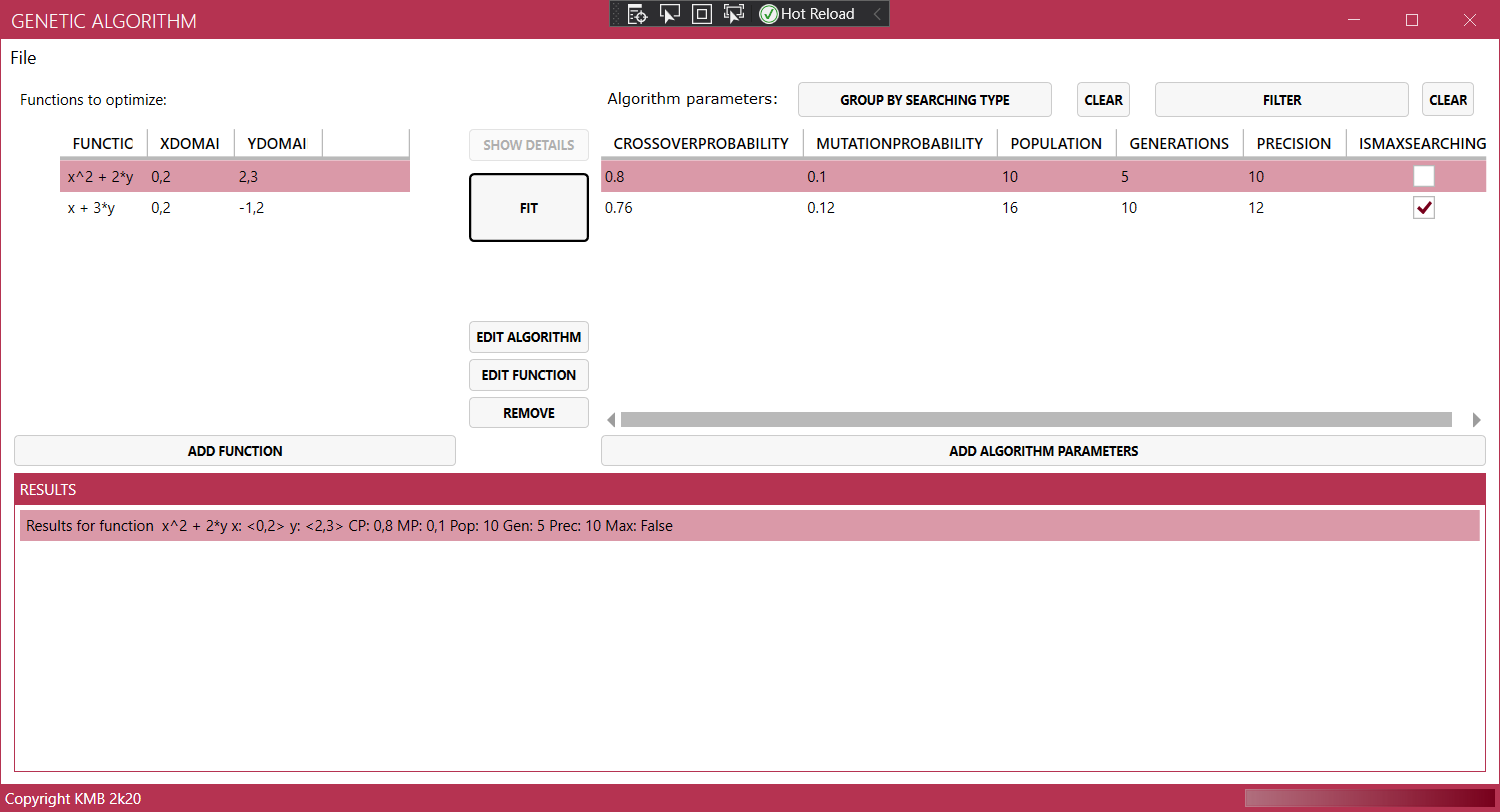 GENETIC ALGORITHM
Hot Reload
File
Functions to optimize:
Algorithm parameters:
GROUP BY SEARCHING TYPE
CLEAR
FILTER
CLEAR
FUNCTIC XDOMAI YDOMAI
SHOW DETAILS
CROSSOVERPROBABILITY MUTATIONPROBABILITY POPULATION GENERATIONS PRECISION ISMAXSEARCHING
x^2 + 2*y 0,2 2,3
0.8 0.1 10 5 10
x + 3*y 0,2 -1,2
FIT
0.76 0.12 16 10 12
EDIT ALGORITHM
EDIT FUNCTION
REMOVE
ADD FUNCTION
ADD ALGORITHM PARAMETERS
RESULTS
Results for function x^2 + 2*y x: <0,2> y: <2,3> CP: 0,8 MP: 0,1 Pop: 10 Gen: 5 Prec: 10 Max: False
Copyright KMB 2k20